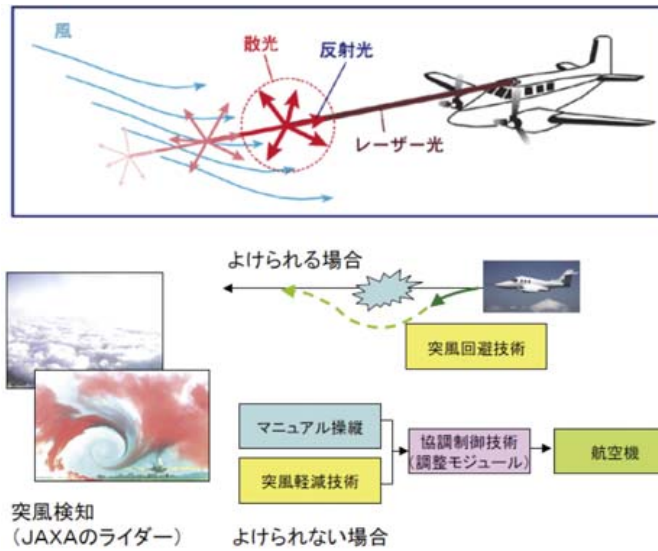 風
散光
反射光
レーザー光
よけられる場合
突風回避技術
マニュアル操縦
突風軽減技術
協調制御技術
(調整モジュール)
航空機
突風検知
(JAXAのライダー)
よけられない場合